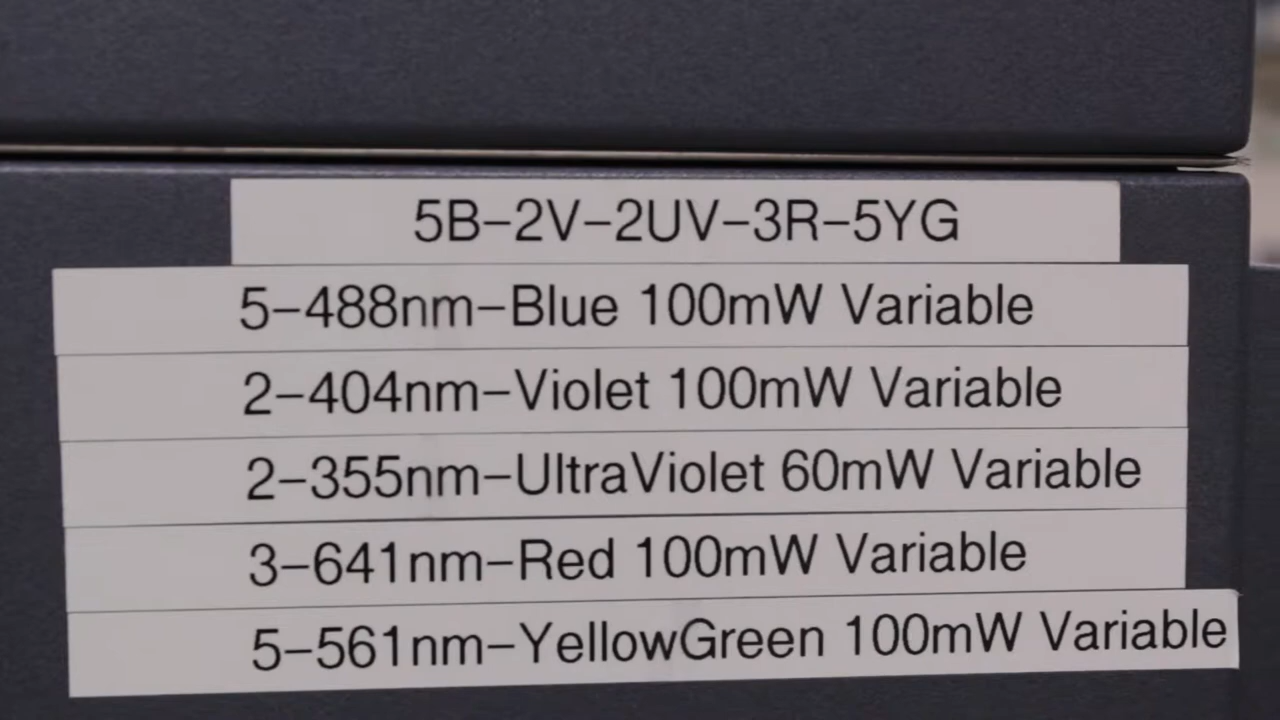 5B-2V-2UV-3R-5YG
5-488nm-Blue 100mW Variable
2-404nm-Violet 100mW Variable
2-355nm-UltraViolet 60mW Variable
3-641nm-Red 100mW Variable
5-561nm-YellowGreen 100mW Variable